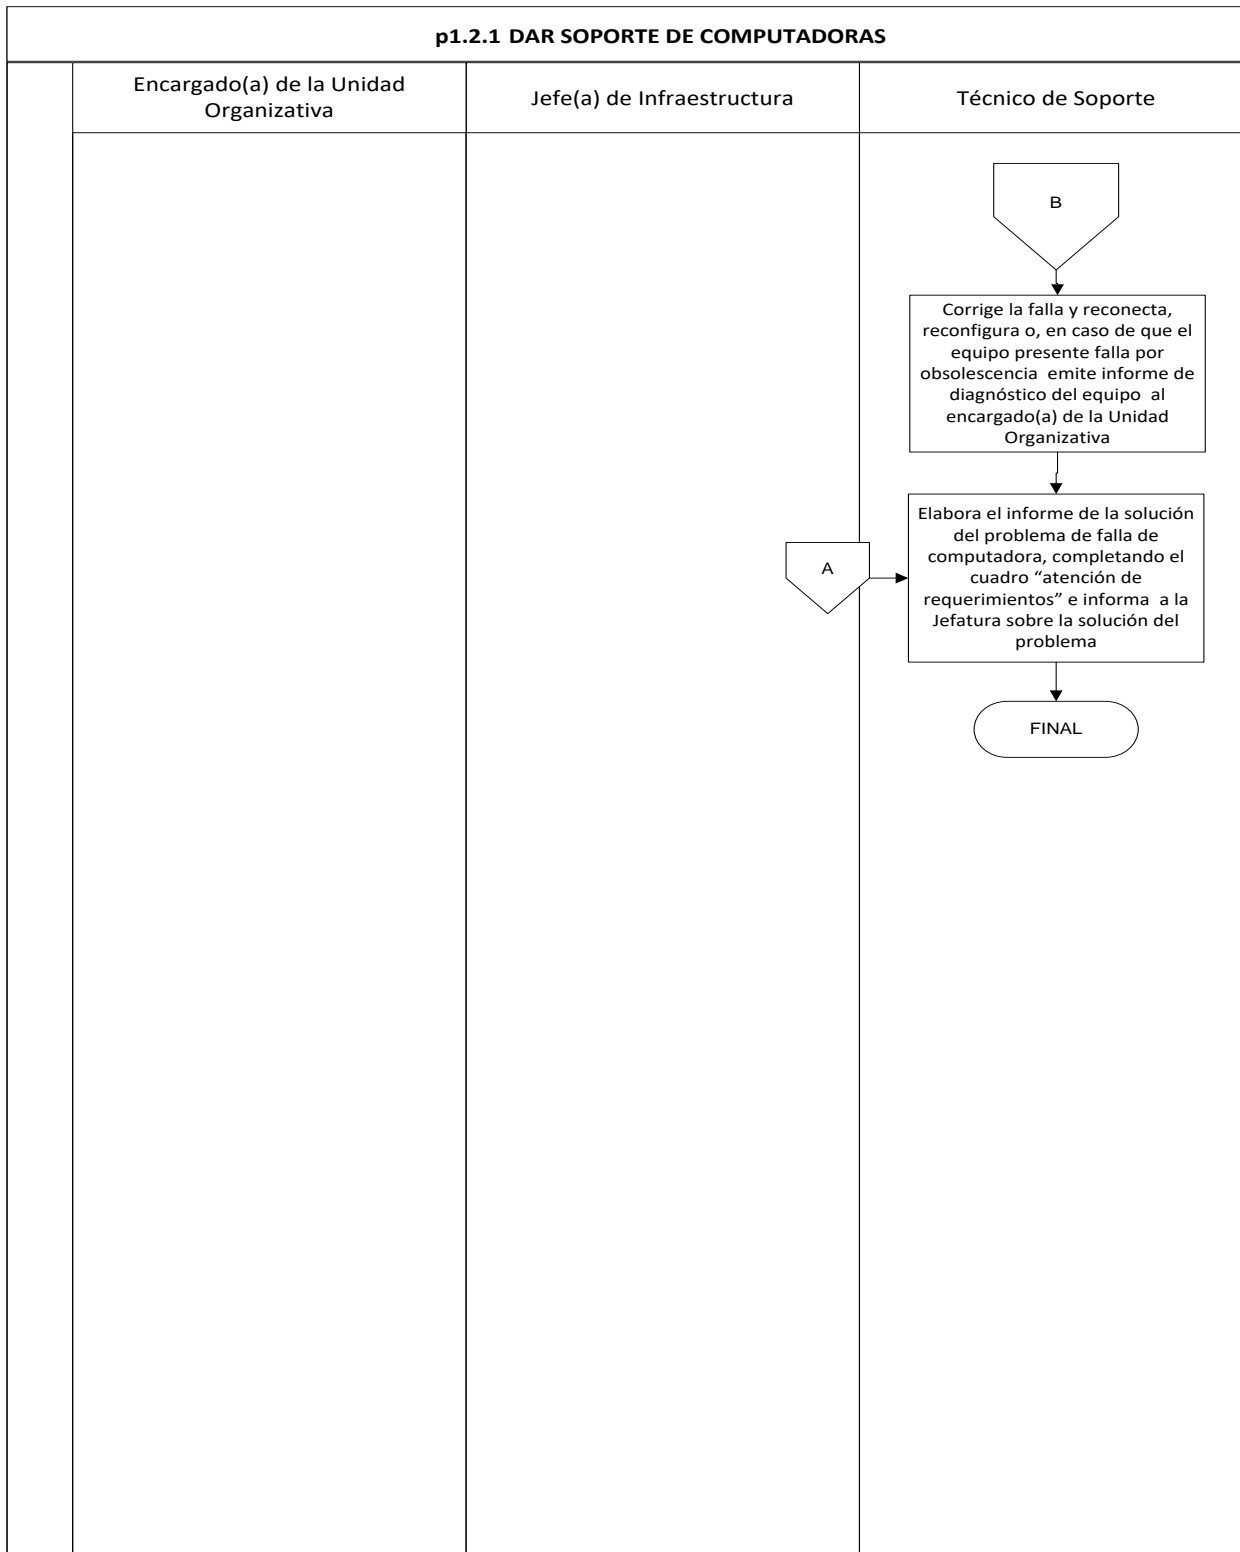 p1.2.1 DAR SOPORTE DE COMPUTADORAS
Encargado(a) de la Unidad
Organizativa
Jefe(a) de Infraestructura
Técnico de Soporte
B
Corrige la falla y reconecta,
reconfigura o, en caso de que el
equipo presente falla por
obsolescencia emite informe de
diagnóstico del equipo al
encargado(a) de la Unidad
Organizativa
A
Elabora el informe de la solución
del problema de falla de
computadora, completando el
cuadro “atención de
requerimientos” e informa a la
Jefatura sobre la solución del
problema
FINAL